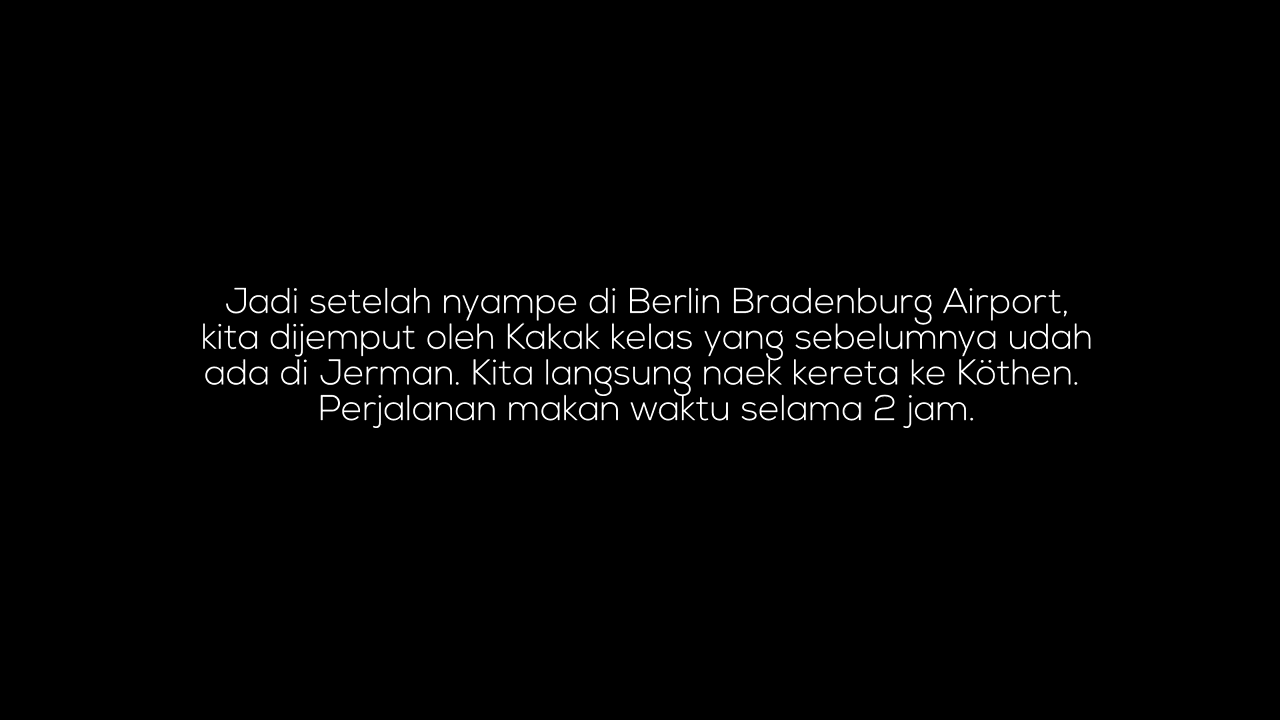 Jadi setelah nyampe di Berlin Bradenburg Airport,
kita dijemput oleh Kakak kelas yang sebelumnya udah
ada di Jerman. Kita langsung naek kereta ke Köthen.
Perjalanan makan waktu selama 2 jam.